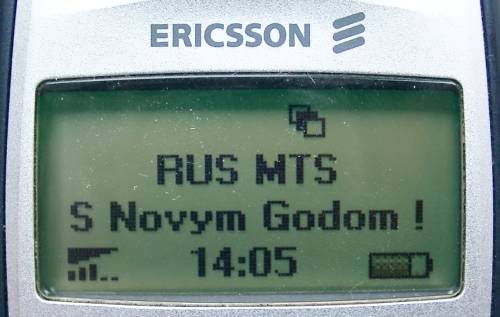 ERICSSON
RUS MTS
S Novym Godom !
14:05